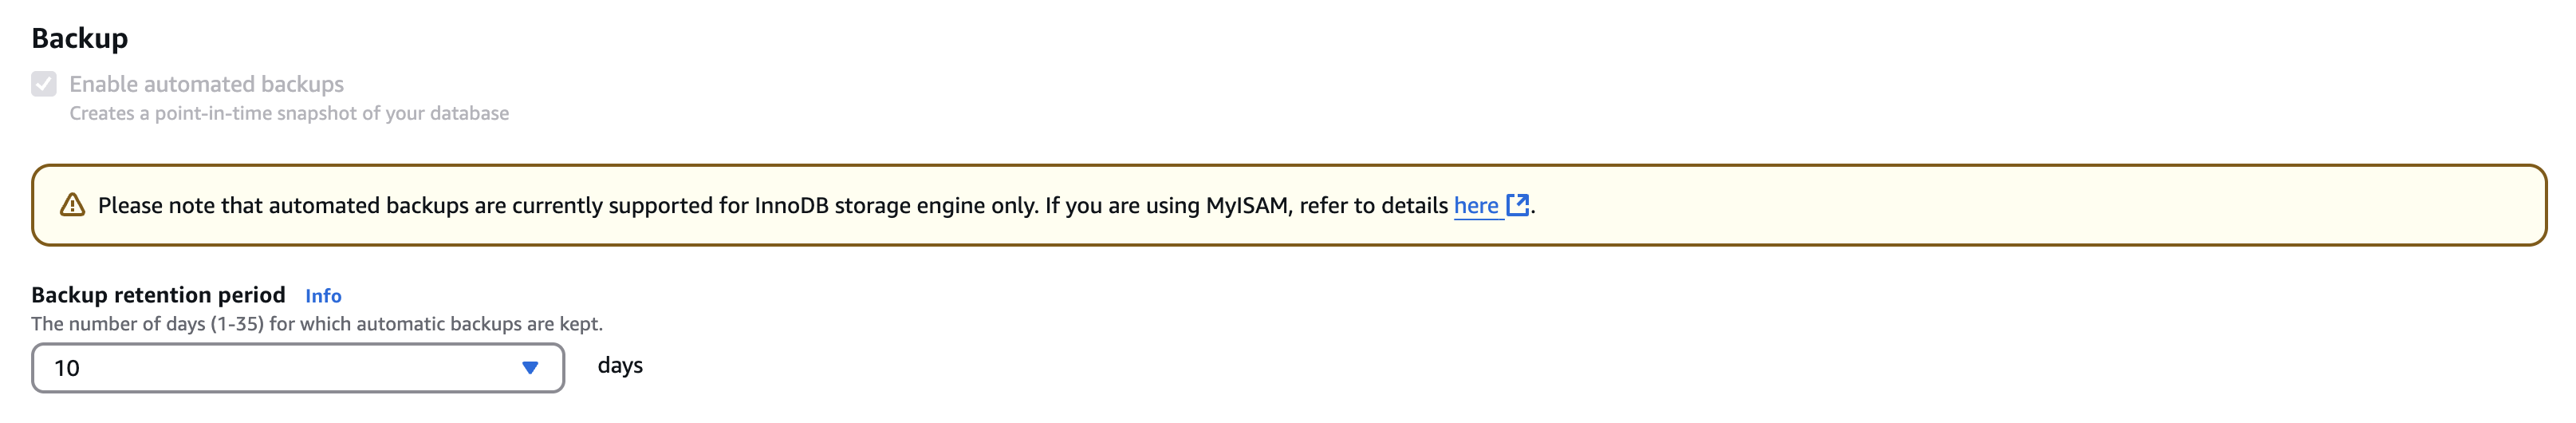 Backup
Enable automated backups
Creates a point-in-time snapshot of your database
Please note that automated backups are currently supported for InnoDB storage engine only. If you are using MyISAM, refer to details here.
Backup retention period Info
The number of days (1-35) for which automatic backups are kept.
10 days